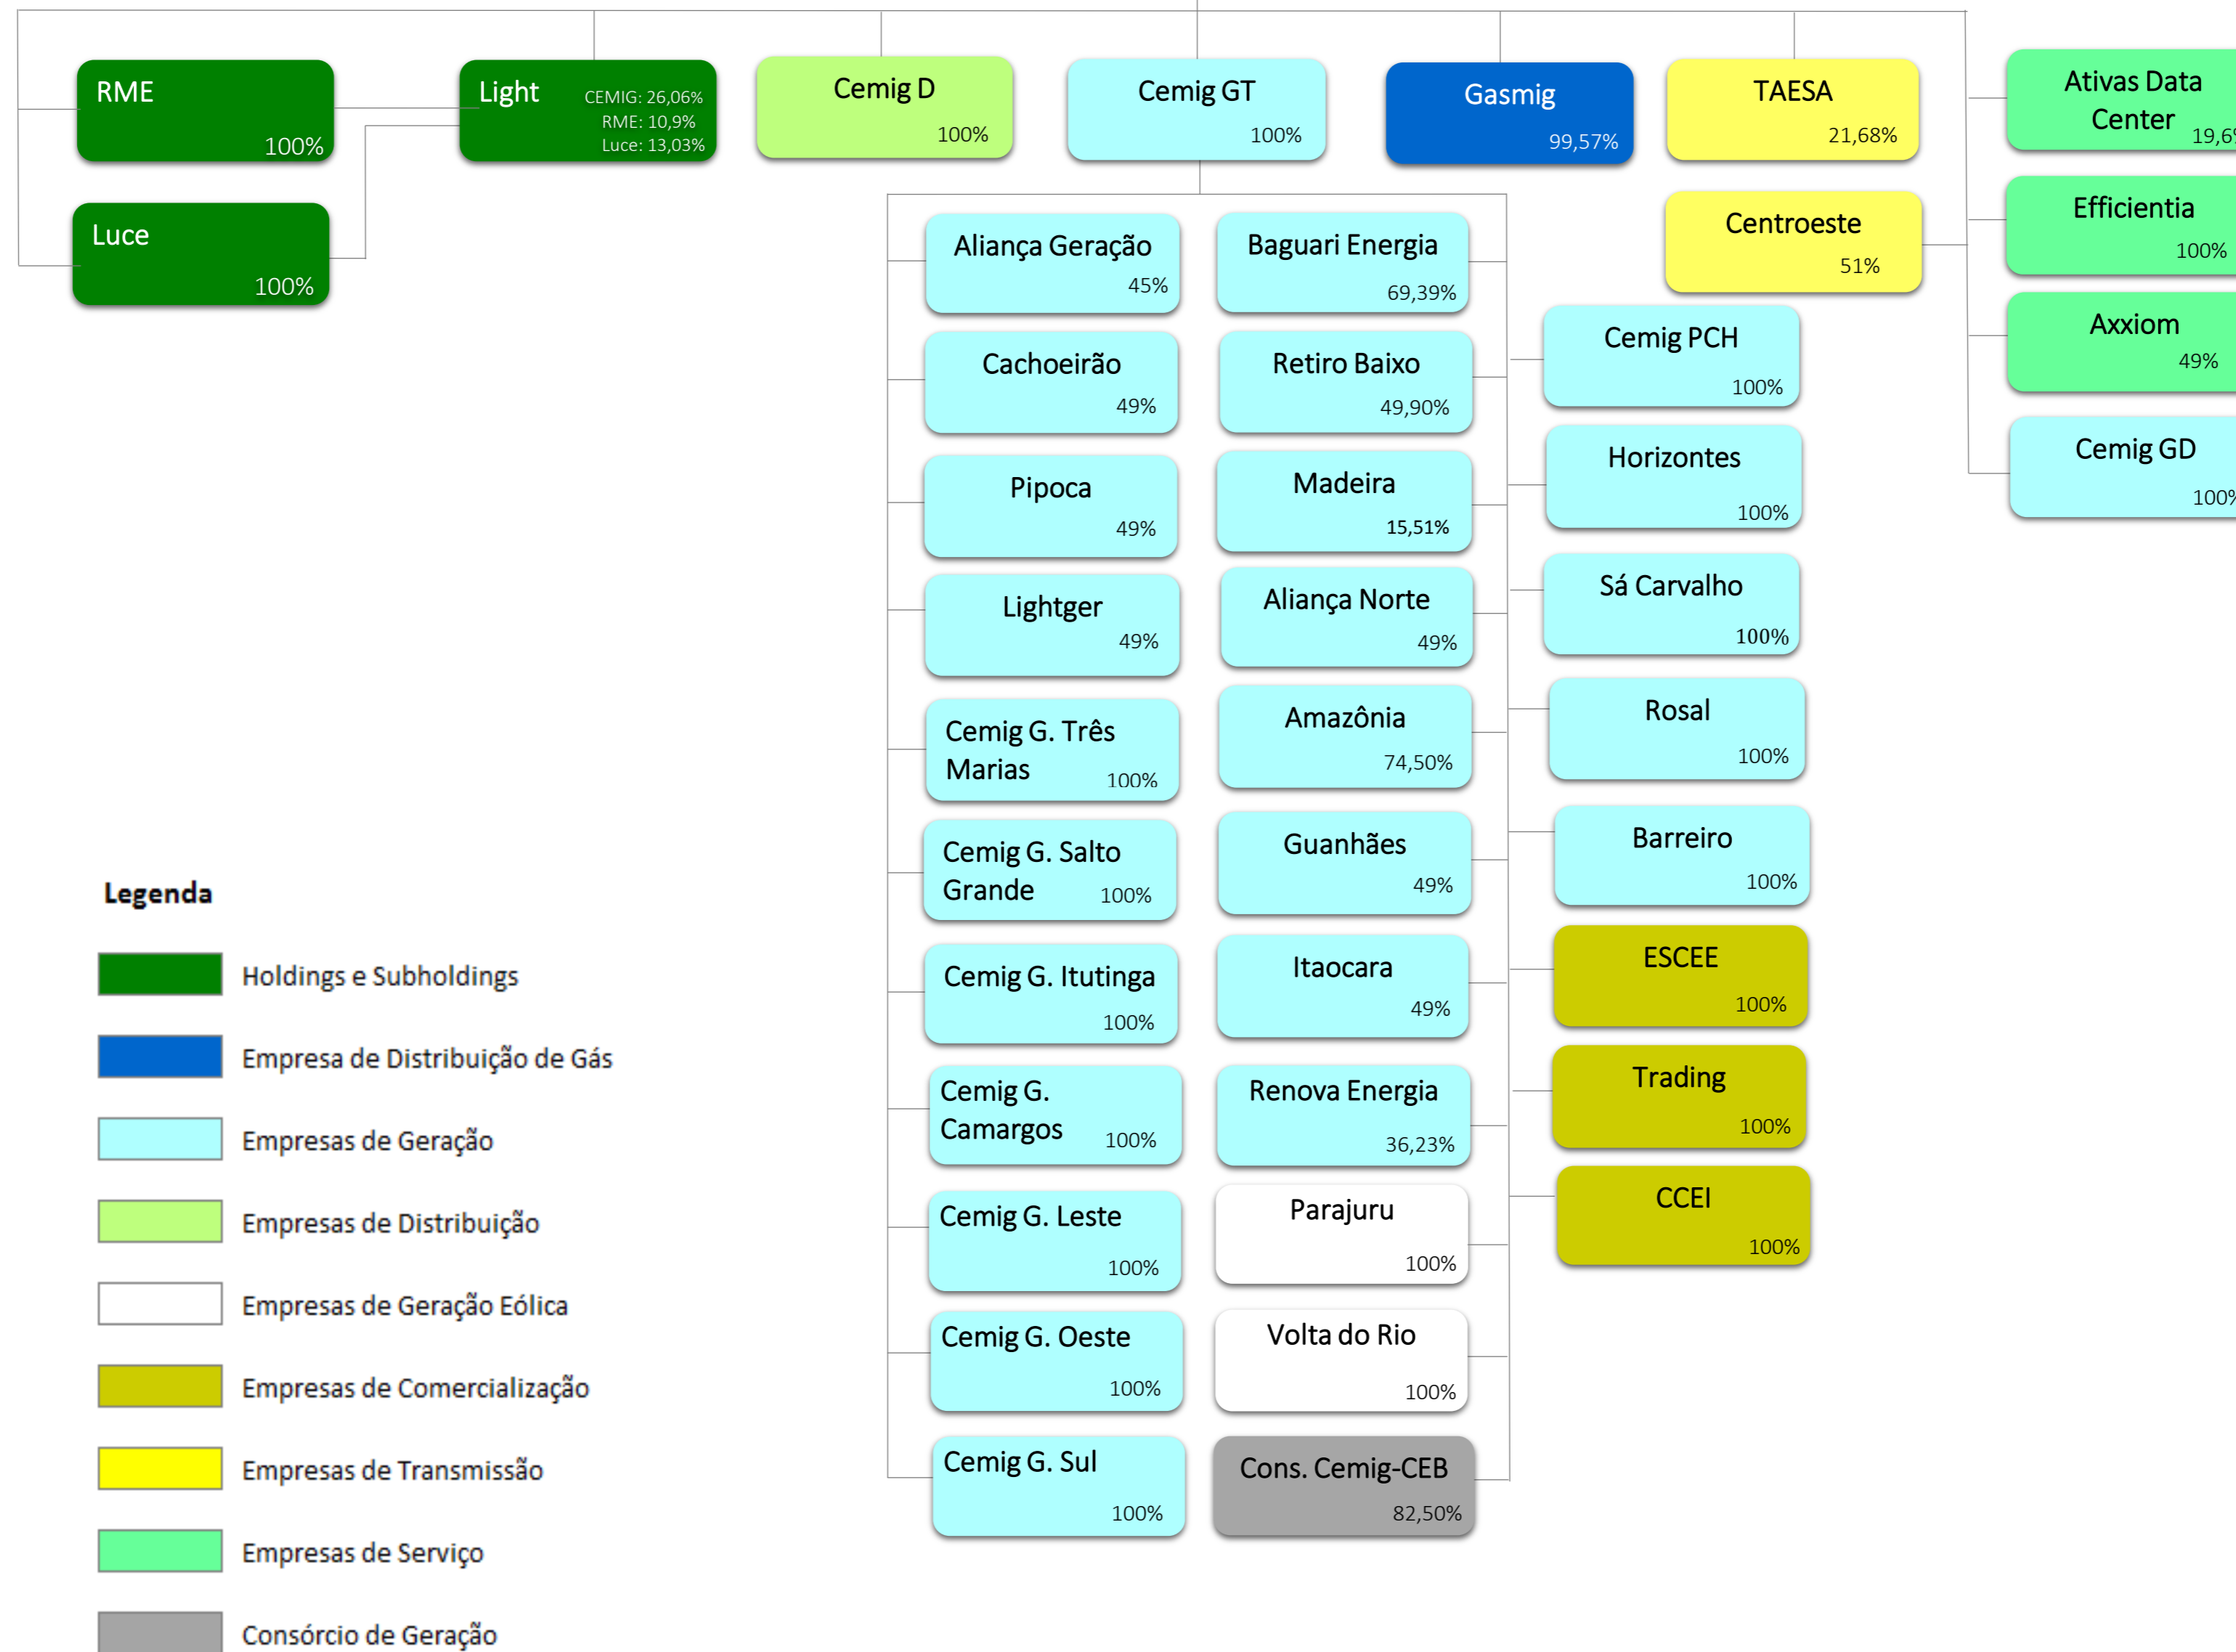 RME
100%
Light
CEMIG: 26,06%
RME: 10,9%
Luce: 13,03%
Cemig D
100%
Cemig GT
100%
Gasmig
99,57%
TAESA
21,68%
Ativas Data
Center
19,6
Luce
100%
Centroeste
51%
Efficientia
100%
Axxiom
49%
Cemig GD
100%
Aliança Geração
45%
Cachoeirão
49%
Pipoca
49%
Lightger
49%
Cemig G. Três
Marias
100%
Cemig G. Salto
Grande
100%
Cemig G. Itutinga
100%
Cemig G.
Camargos
100%
Cemig G. Leste
100%
Cemig G. Oeste
100%
Cemig G. Sul
100%
Baguari Energia
69,39%
Retiro Baixo
49,90%
Madeira
15,51%
Aliança Norte
49%
Amazônia
74,50%
Guanhães
49%
Itaocara
49%
Renova Energia
36,23%
Parajuru
100%
Volta do Rio
100%
Cons. Cemig-CEB
82,50%
Cemig PCH
100%
Horizontes
100%
Sá Carvalho
100%
Rosal
100%
Barreiro
100%
ESCEE
100%
Trading
100%
CCEI
100%
Legenda
Holdings e Subholdings
Empresa de Distribuição de Gás
Empresas de Geração
Empresas de Distribuição
Empresas de Geração Eólica
Empresas de Comercialização
Empresas de Transmissão
Empresas de Serviço
Consórcio de Geração